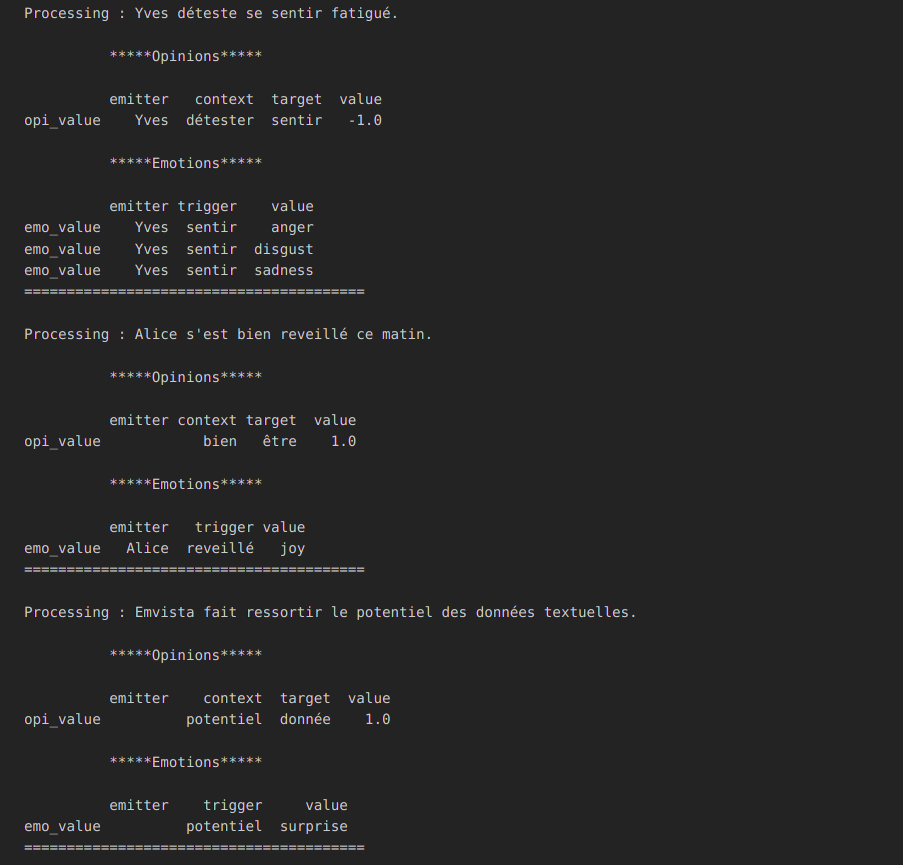 Processing : Yves déteste se sentir fatigué.
*****Opinions*****
emitter context target value
opi_value Yves détester sentir -1.0
*****Emotions*****
emitter trigger value
emo_value Yves sentir anger
emo_value Yves sentir disgust
emo_value Yves sentir sadness
========================================
Processing : Alice s'est bien reveillé ce matin.
*****Opinions*****
emitter context target value
opi_value bien être 1.0
*****Emotions*****
emitter trigger value
emo_value Alice reveillé joy
========================================
Processing : Emvista fait ressortir le potentiel des données textuelles.
*****Opinions*****
emitter context target value
opi_value potentiel donnée 1.0
*****Emotions*****
emitter trigger value
emo_value potentiel surprise
========================================